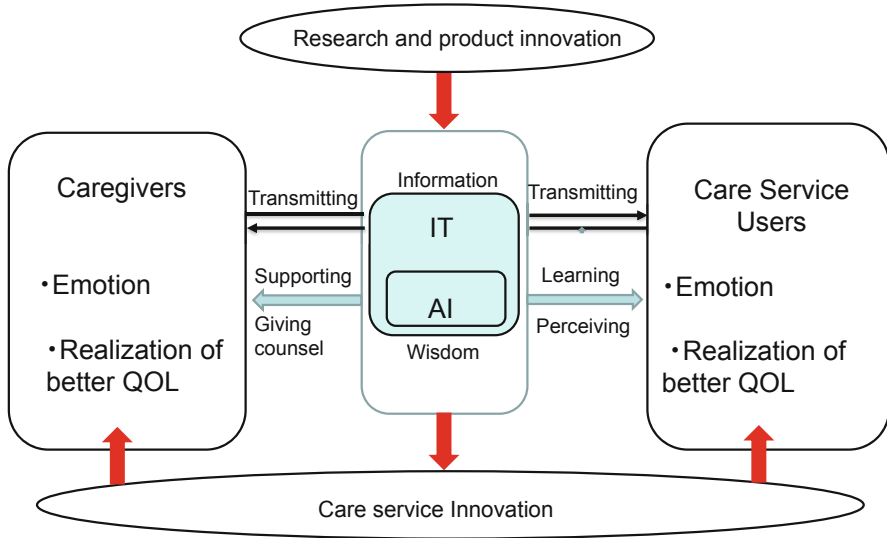 Research and product innovation
Caregivers
・Emotion
・Realization of
better QOL
Transmitting
Supporting
Giving
counsel
Information
IT
AI
Wisdom
Transmitting
Learning
Perceiving
Care Service
Users
・Emotion
・Realization of
better QOL
Care service Innovation